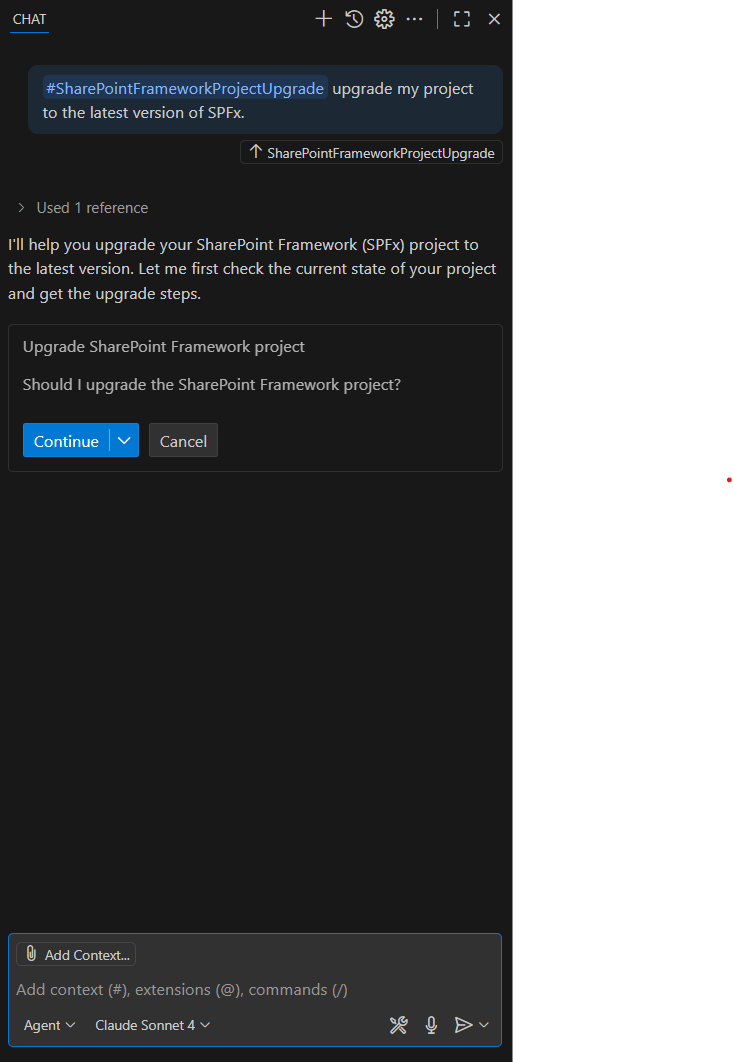 CHAT
#SharePointFrameworkProjectUpgrade upgrade my project
to the latest version of SPFx.
SharePointFrameworkProjectUpgrade
Used 1 reference
I'll help you upgrade your SharePoint Framework (SPFx) project to
the latest version. Let me first check the current state of your project
and get the upgrade steps.
Upgrade SharePoint Framework project
Should I upgrade the SharePoint Framework project?
Continue Cancel
Add Context...
Add context (#), extensions (@), commands (/)
Agent Claude Sonnet 4